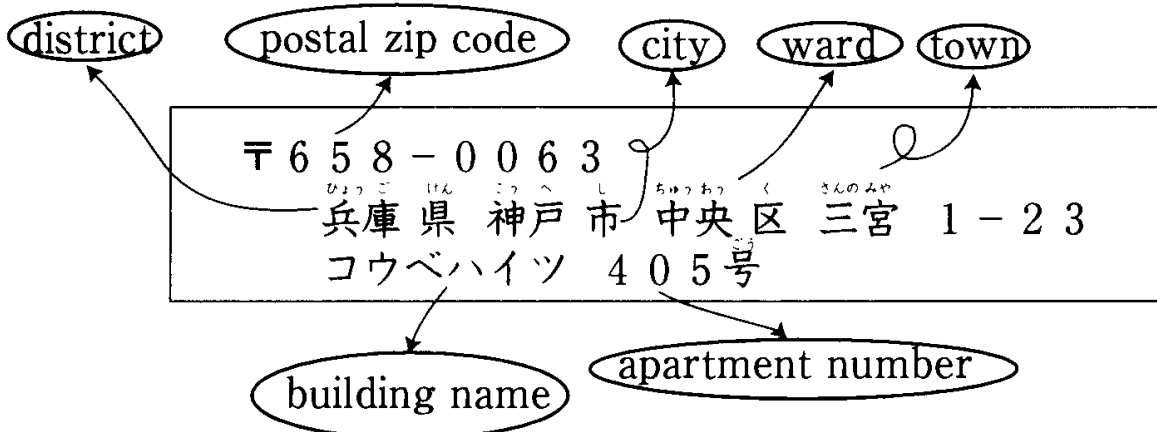 district postal zip code city ward town
〒658-0063
ひょうご けん こうべ し ちゅうおう く さんのみや
兵庫県 神戸市 中央区 三宮 1-23
ごう
コウベハイツ 405号
building name apartment number